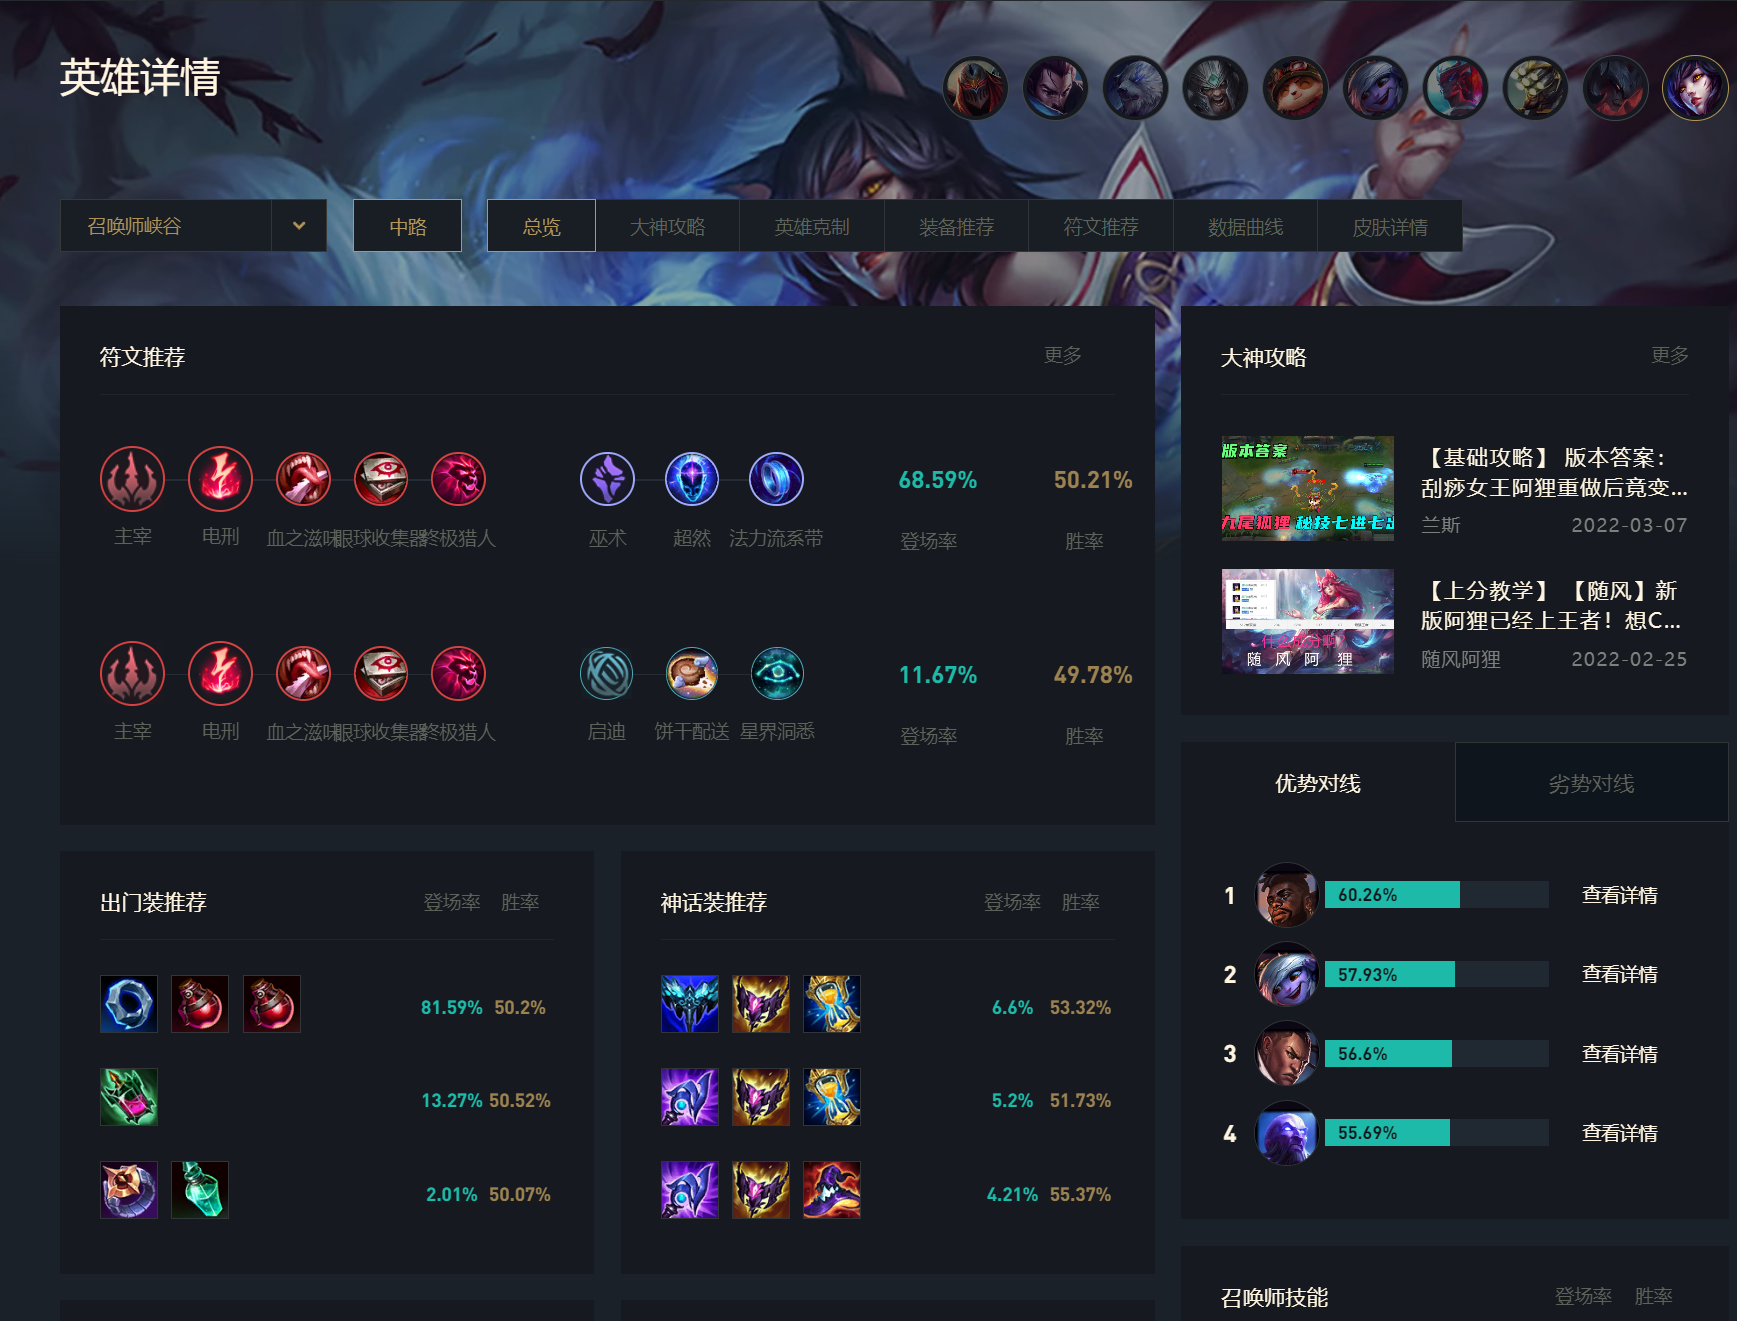 英雄详情
召唤师峡谷
中路
总览
大神攻略
英雄克制
装备推荐
符文推荐
数据曲线
皮肤详情
符文推荐 更多
主宰 电刑 血之滋味 眼球收集器 终极猎人 巫术 超然 法力流系带
68.59% 50.21%
登场率 胜率
主宰 电刑 血之滋味 眼球收集器 终极猎人 启迪 饼干配送 星界洞悉
11.67% 49.78%
登场率 胜率
大神攻略 更多
版本答案
九尾狐狸 秘技七进七出
【基础攻略】 版本答案：
刮痧女王阿狸重做后竟变...
兰斯 2022-03-07
随 风 阿 狸
【上分教学】 【随风】新
版阿狸已经上王者！想C...
随风阿狸 2022-02-25
优势对线 劣势对线
1 60.26% 查看详情
2 57.93% 查看详情
3 56.6% 查看详情
4 55.69% 查看详情
出门装推荐 登场率 胜率
81.59% 50.2%
13.27% 50.52%
2.01% 50.07%
神话装推荐 登场率 胜率
6.6% 53.32%
5.2% 51.73%
4.21% 55.37%
召唤师技能 登场率 胜率